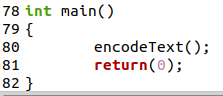 78 int main()
79 {
80         encodeText();
81         return(0);
82 }